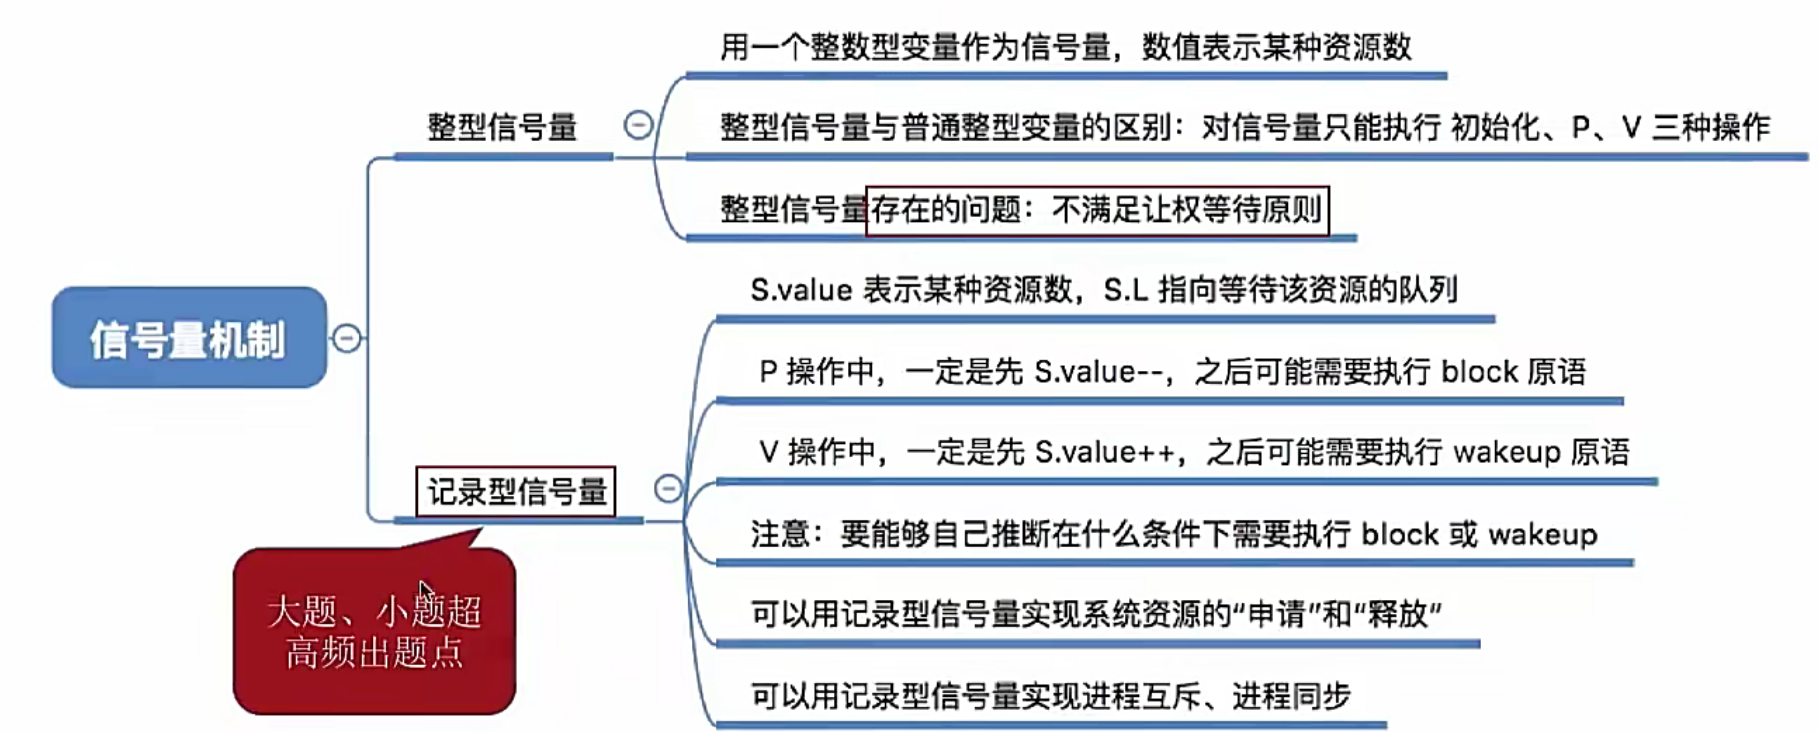 用一个整数型变量作为信号量，数值表示某种资源数
整型信号量
整型信号量与普通整型变量的区别：对信号量只能执行 初始化、P、V 三种操作
整型信号量存在的问题：不满足让权等待原则
信号量机制
S.value 表示某种资源数，S.L 指向等待该资源的队列
P 操作中，一定是先 S.value--，之后可能需要执行 block 原语
V 操作中，一定是先 S.value++，之后可能需要执行 wakeup 原语
记录型信号量
注意：要能够自己推断在什么条件下需要执行 block 或 wakeup
可以用记录型信号量实现系统资源的“申请”和“释放“
可以用记录型信号量实现进程互斥、进程同步
大题、小题超
高频出题点